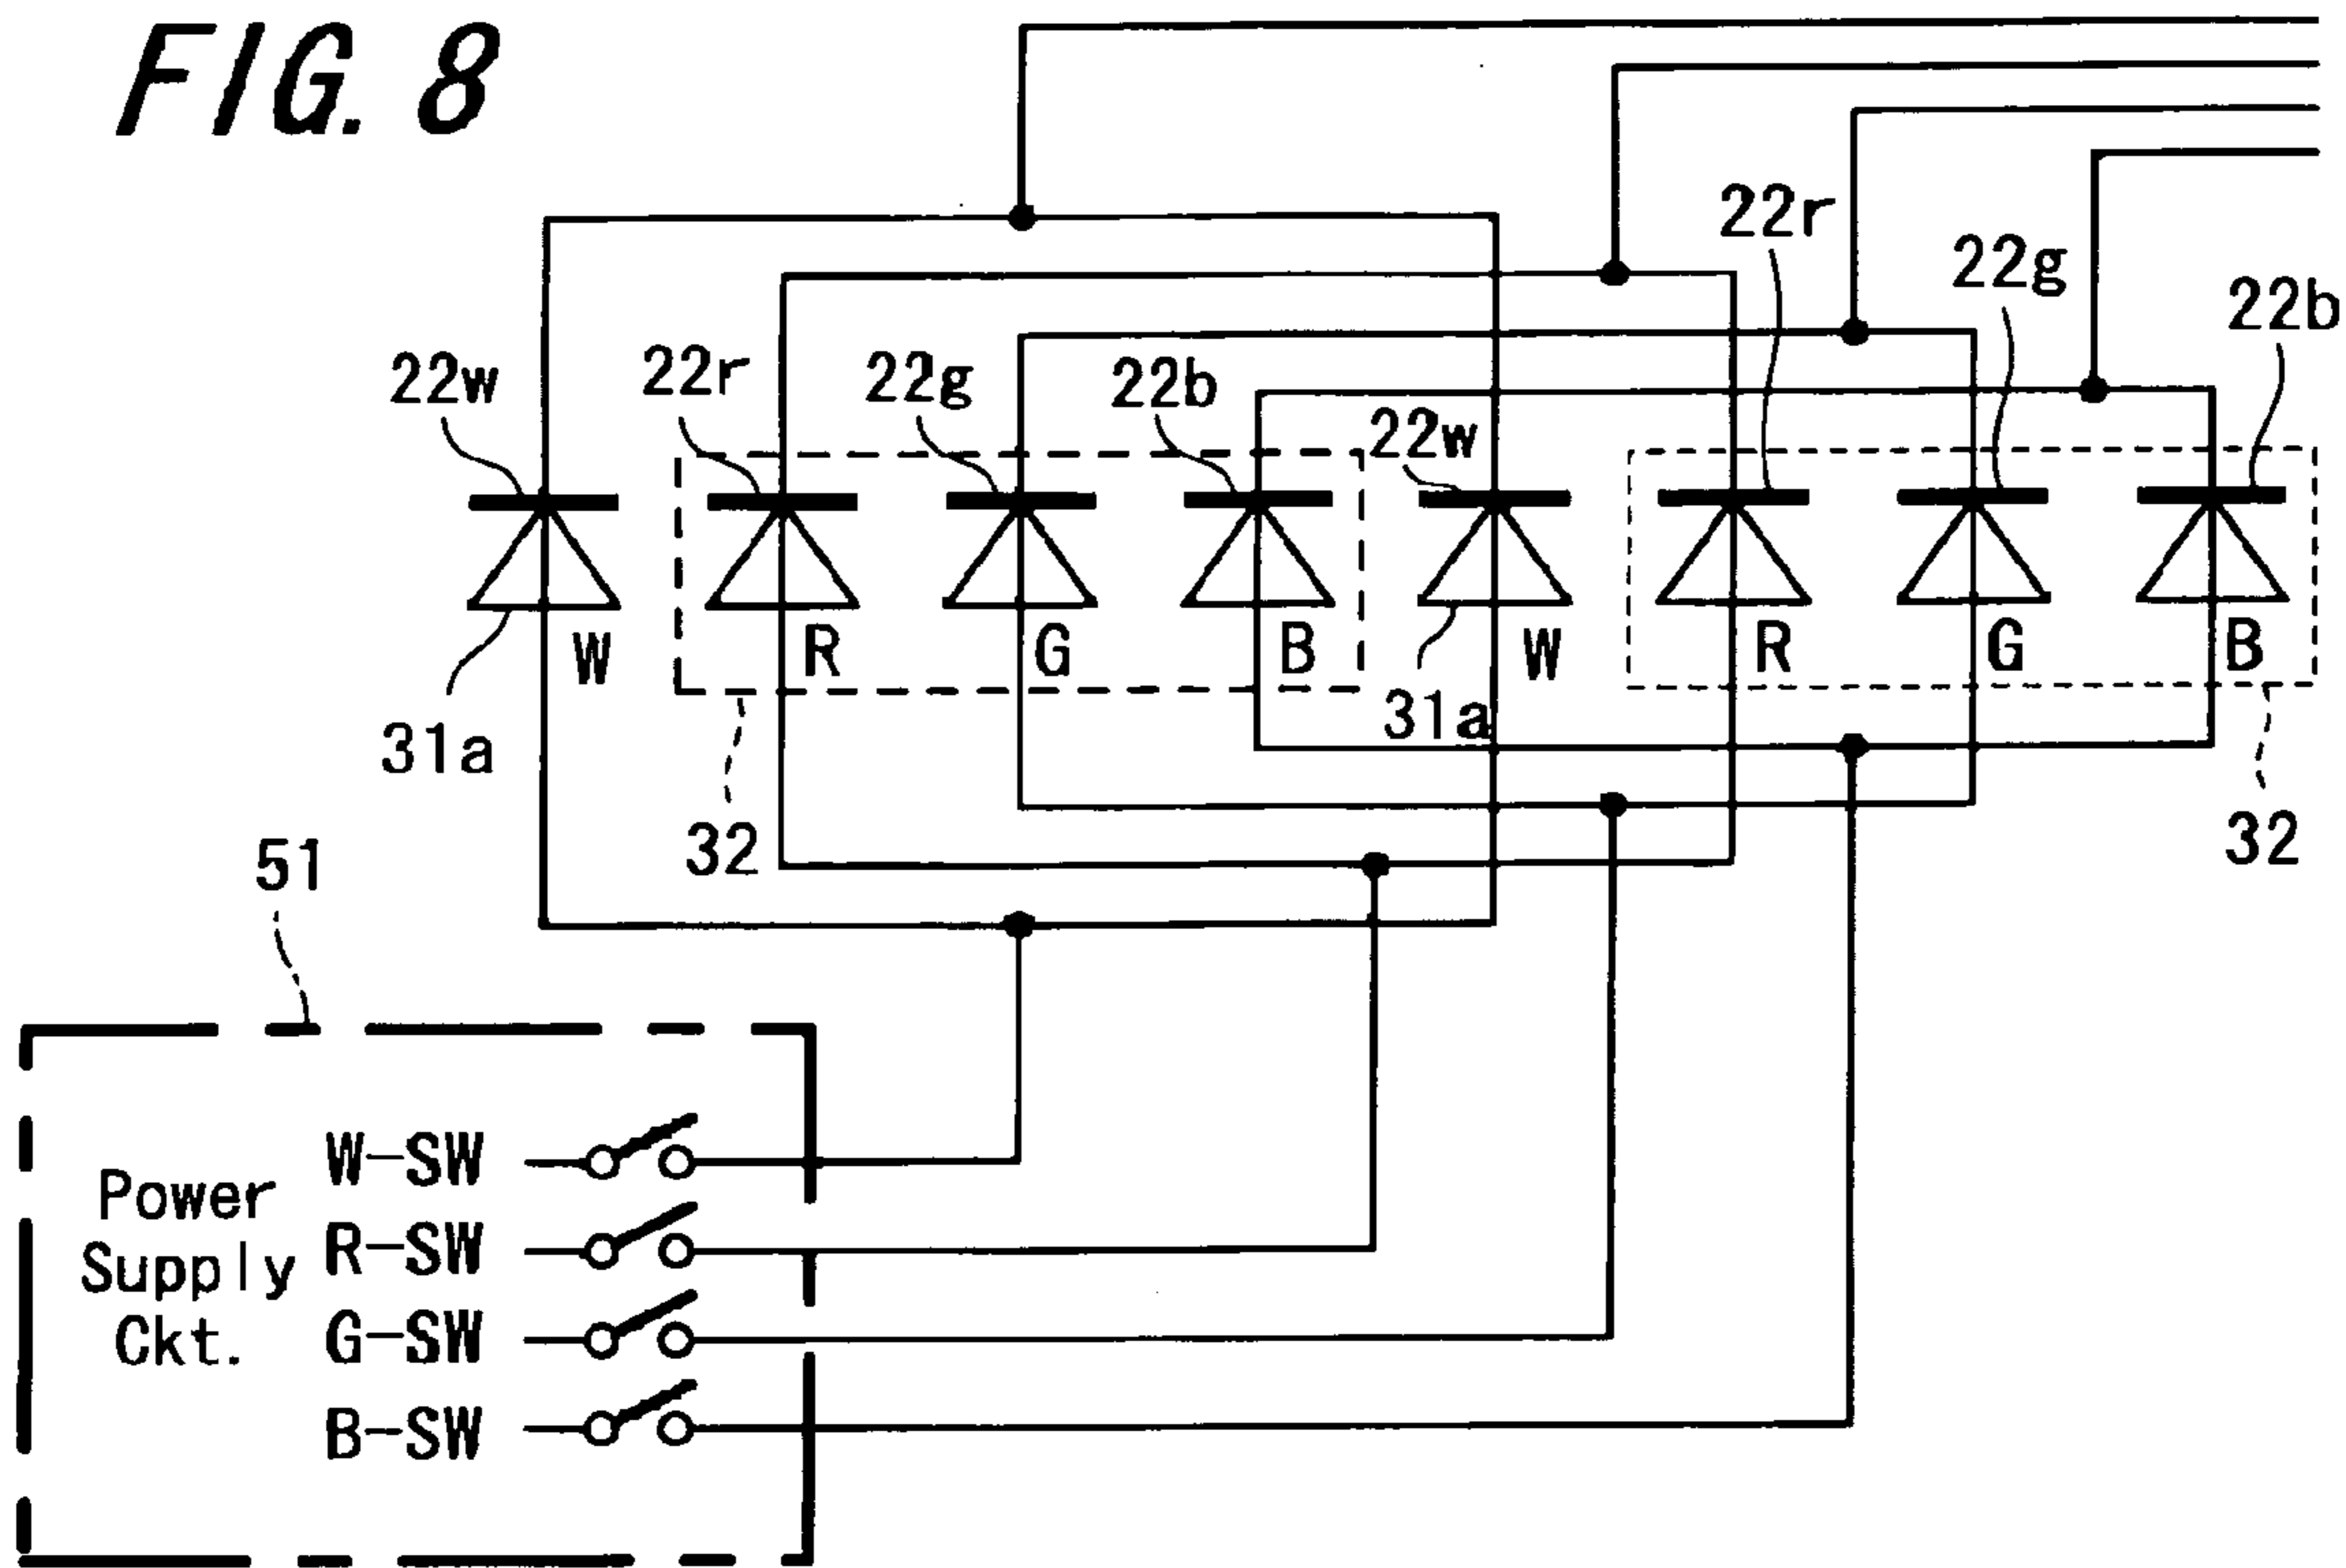 FIG. 8
22r
22g
22b
22w
22r
22g
22b
22w
W
R
G
B
W
R
G
B
31a
31a
32
32
51
Power
Supply
Ckt.
W-SW
R-SW
G-SW
B-SW